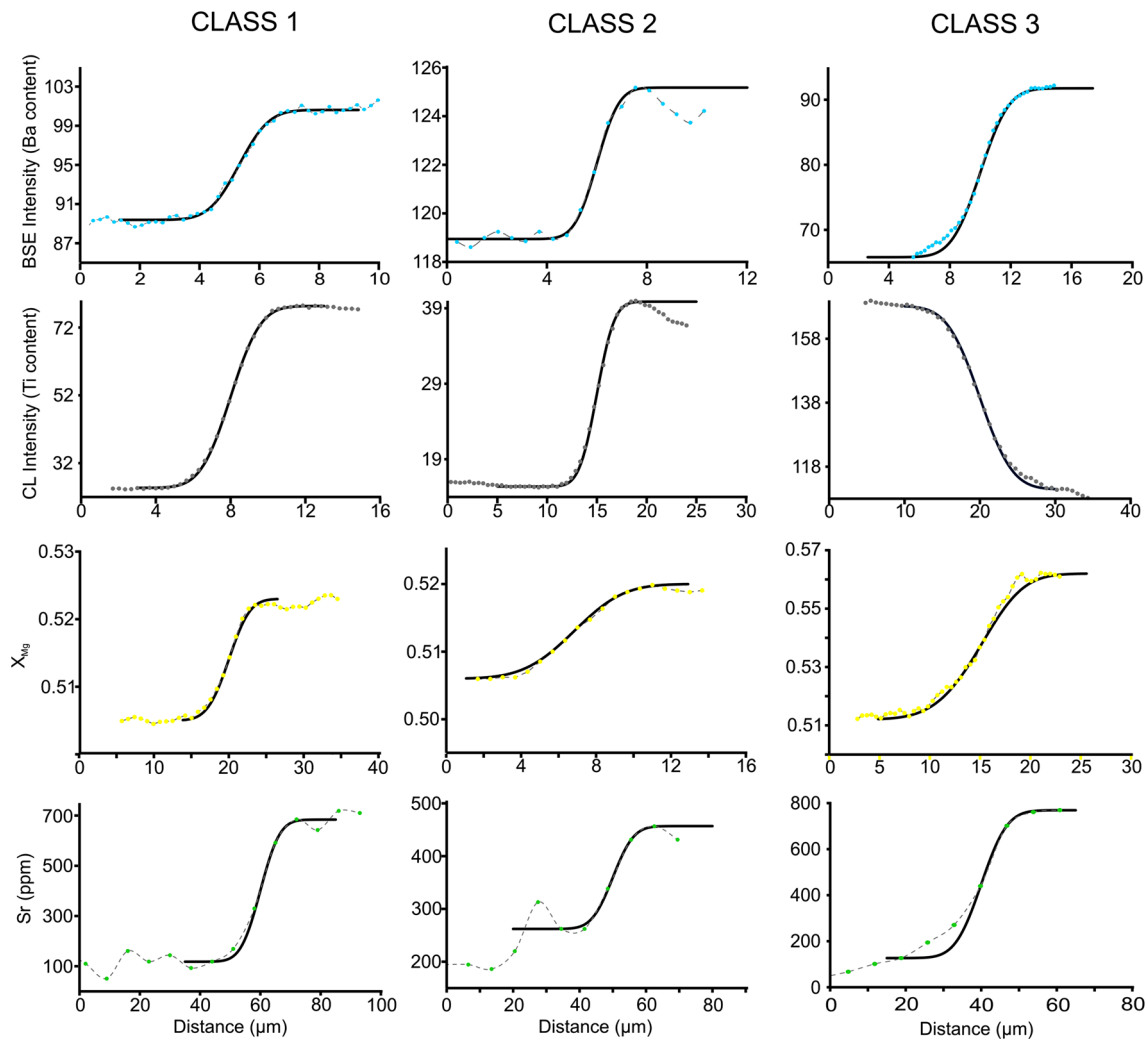 CLASS 1 CLASS 2 CLASS 3
BSE Intensity (Ba content)
103
99
95
91
87
0 2 4 6 8 10
126
124
122
120
118
0 4 8 12
90
80
70
0 4 8 12 16 20
CL Intensity (Ti content)
72
52
32
0 4 8 12 16
39
29
19
0 5 10 15 20 25 30
158
138
118
0 10 20 30 40
XMg
0.53
0.52
0.51
0 10 20 30 40
0.52
0.51
0.50
0 4 8 12 16
0.57
0.55
0.53
0.51
0 5 10 15 20 25 30
Sr (ppm)
700
500
300
100
0 20 40 60 80 100
Distance (µm)
500
400
300
200
0 20 40 60 80
Distance (µm)
800
600
400
200
0
20 40 60 80
Distance (µm)